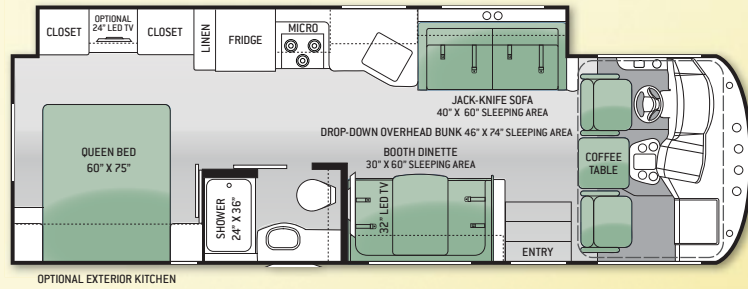 CLOSET
OPTIONAL
24" LED TV
CLOSET
LINEN
FRIDGE
MICRO
JACK-KNIFE SOFA
40" X 60" SLEEPING AREA
DROP-DOWN OVERHEAD BUNK 46" X 74" SLEEPING AREA
BOOTH DINETTE
30" X 60" SLEEPING AREA
QUEEN BED
60" X 75"
COFFEE
TABLE
SHOWER
24" X 36"
32" LED TV
ENTRY
OPTIONAL EXTERIOR KITCHEN